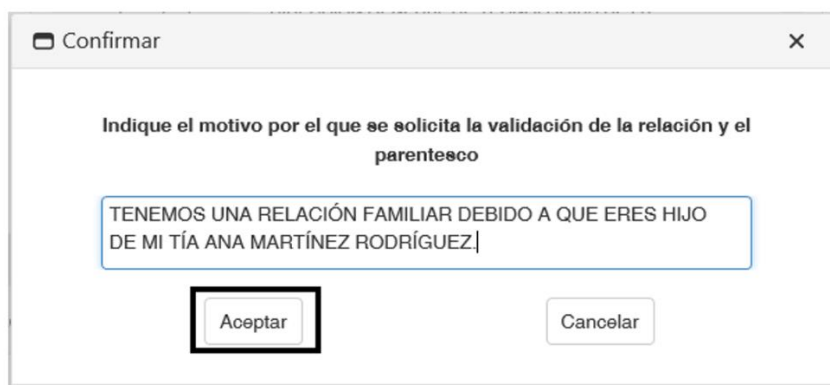 Confirmar
Indique el motivo por el que se solicita la validación de la relación y el
parentesco
TENEMOS UNA RELACIÓN FAMILIAR DEBIDO A QUE ERES HIJO
DE MI TÍA ANA MARTÍNEZ RODRÍGUEZ.
Aceptar
Cancelar